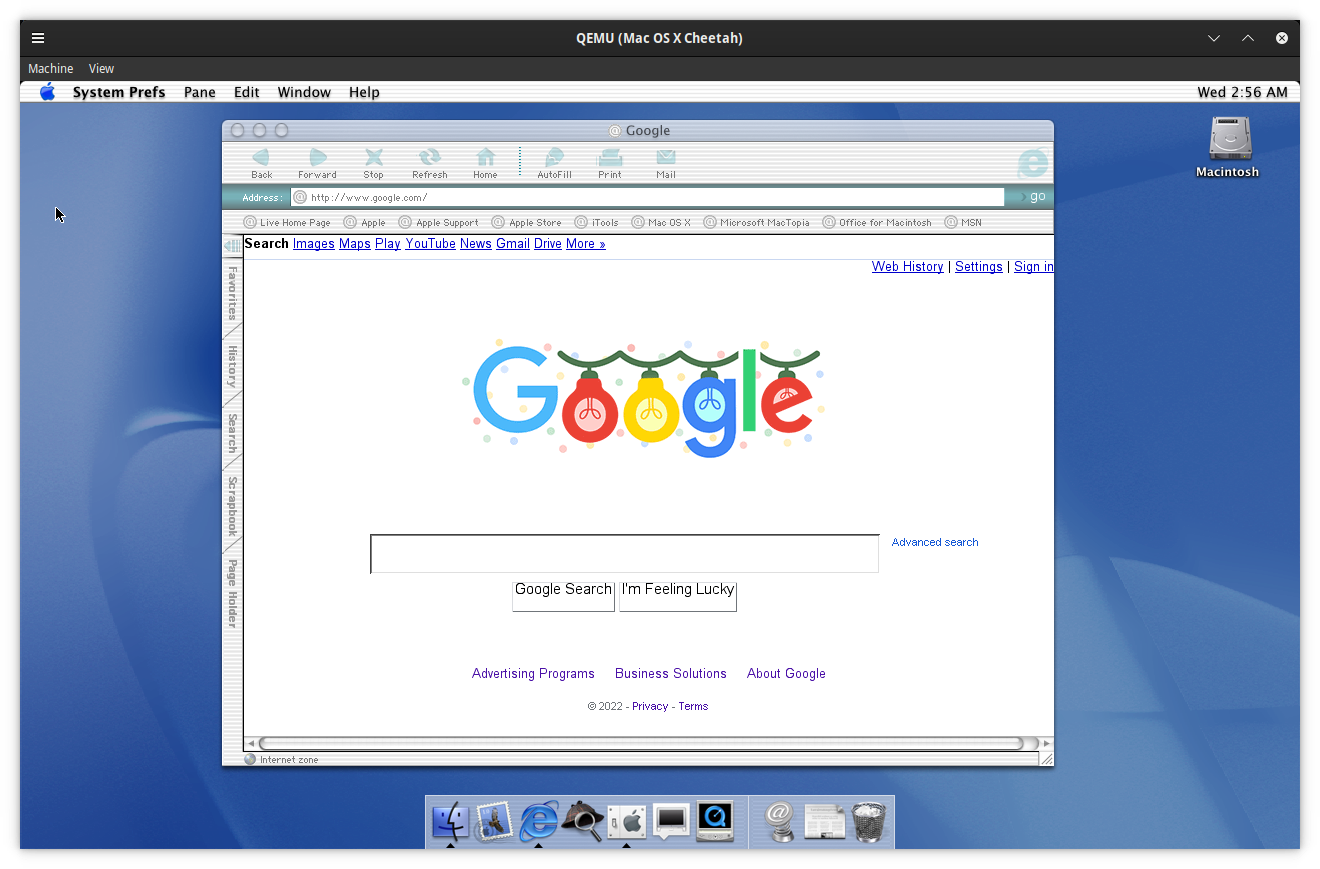 QEMU (Mac OS X Cheetah)
Machine View
System Prefs Pane Edit Window Help Wed 2:56 AM
@ Google
Macintosh
Back Forward Stop Refresh Home AutoFill Print Mail
Address: @ http://www.google.com/ go
@ Live Home Page @ Apple @ Apple Support @ Apple Store @ iTools @ Mac OS X @ Microsoft MacTopia @ Office for Macintosh @ MSN
Search Images Maps Play YouTube News Gmail Drive More »
Web History | Settings | Sign in
Favorites
History
Search
Scrapbook
Page Holder
Google
Advanced search
Google Search I'm Feeling Lucky
Advertising Programs Business Solutions About Google
© 2022 - Privacy - Terms
Internet zone